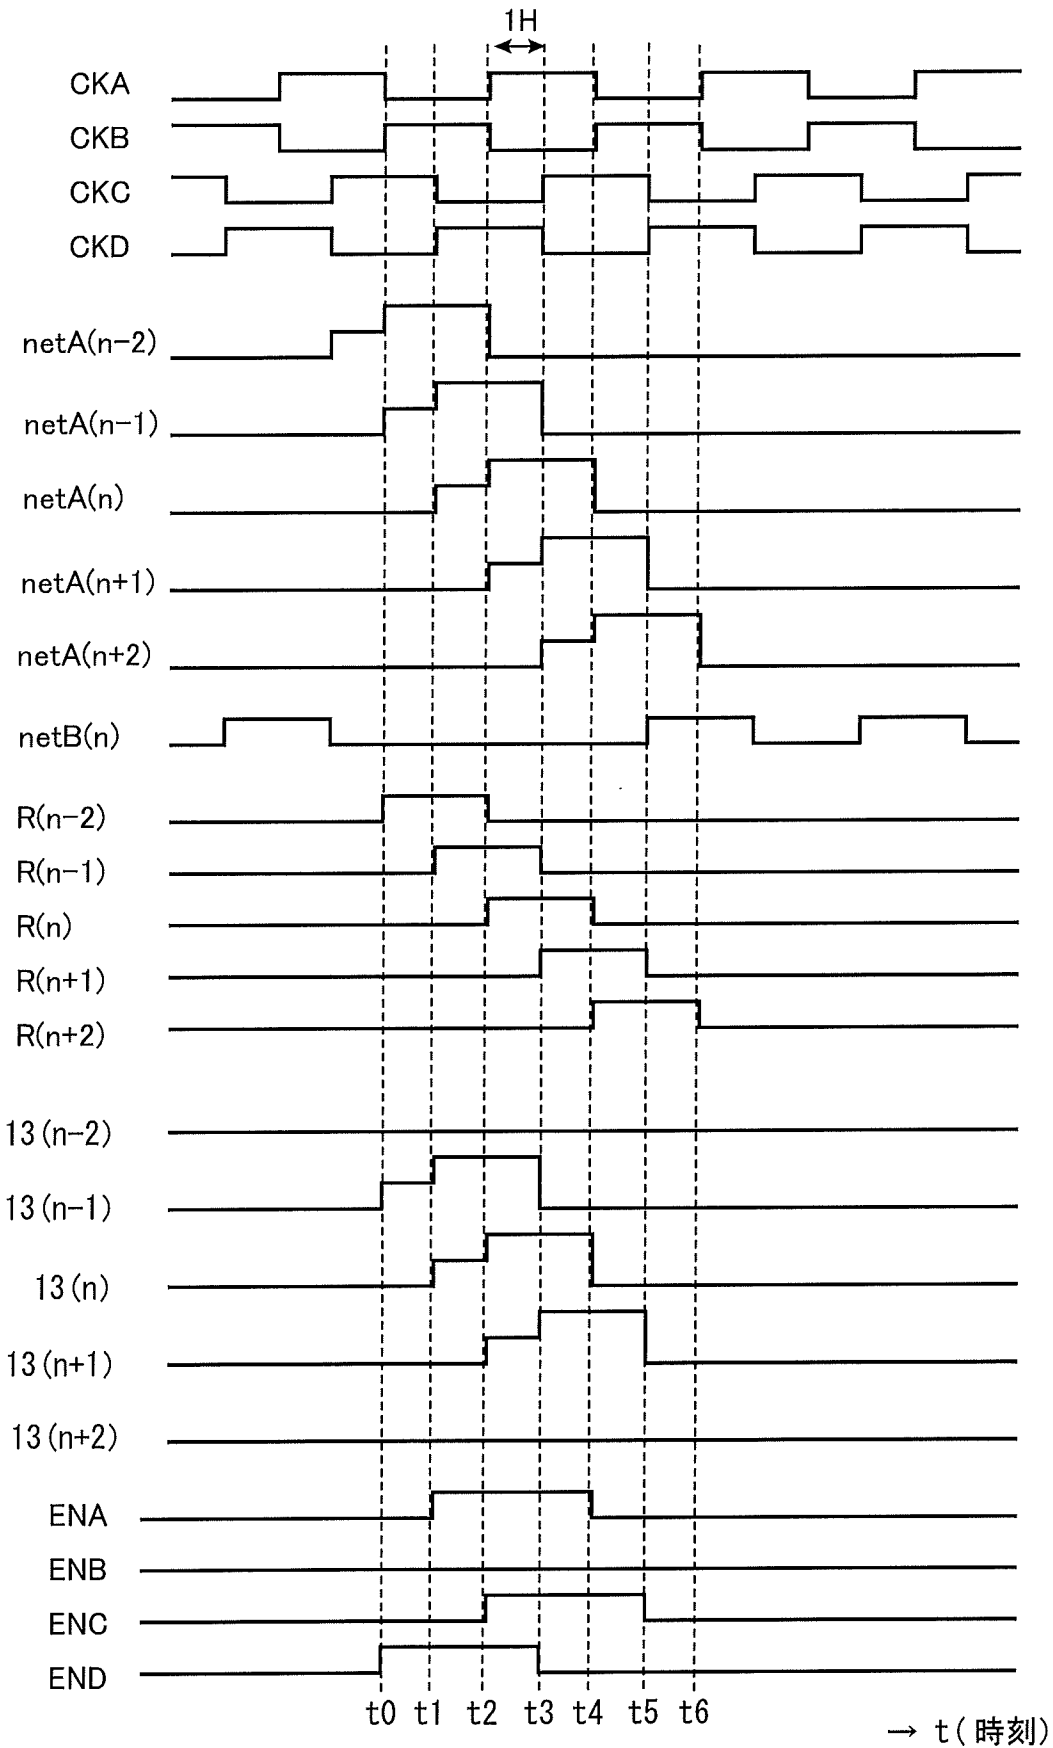 1H
CKA
CKB
CKC
CKD
netA(n-2)
netA(n-1)
netA(n)
netA(n+1)
netA(n+2)
netB(n)
R(n-2)
R(n-1)
R(n)
R(n+1)
R(n+2)
13(n-2)
13(n-1)
13(n)
13(n+1)
13(n+2)
ENA
ENB
ENC
END
t0 t1 t2 t3 t4 t5 t6
→ t(時刻)